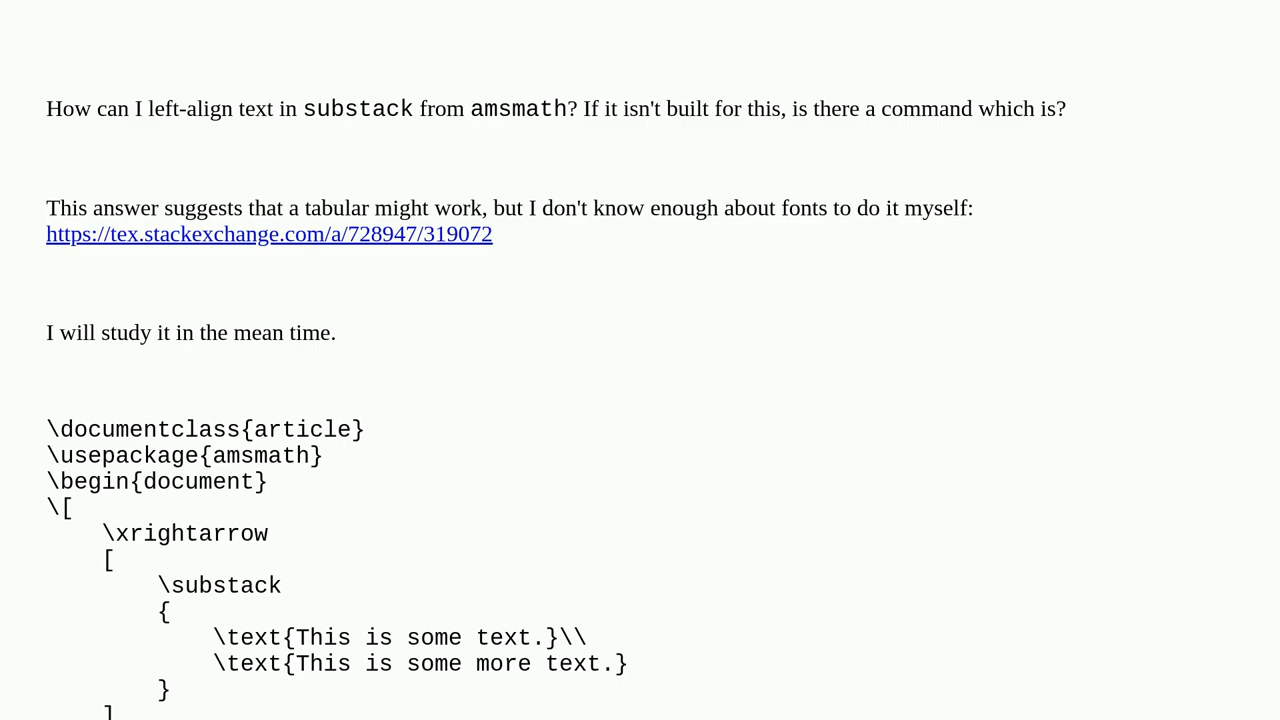 How can I left-align text in substack from amsmath? If it isn't built for this, is there a command which is?
This answer suggests that a tabular might work, but I don't know enough about fonts to do it myself:
https://tex.stackexchange.com/a/728947/319072
I will study it in the mean time.
\documentclass{article}
\usepackage{amsmath}
\begin{document}
\[
    \xrightarrow
    [
        \substack
        {
            \text{This is some text.}\\
            \text{This is some more text.}
        }
    ]